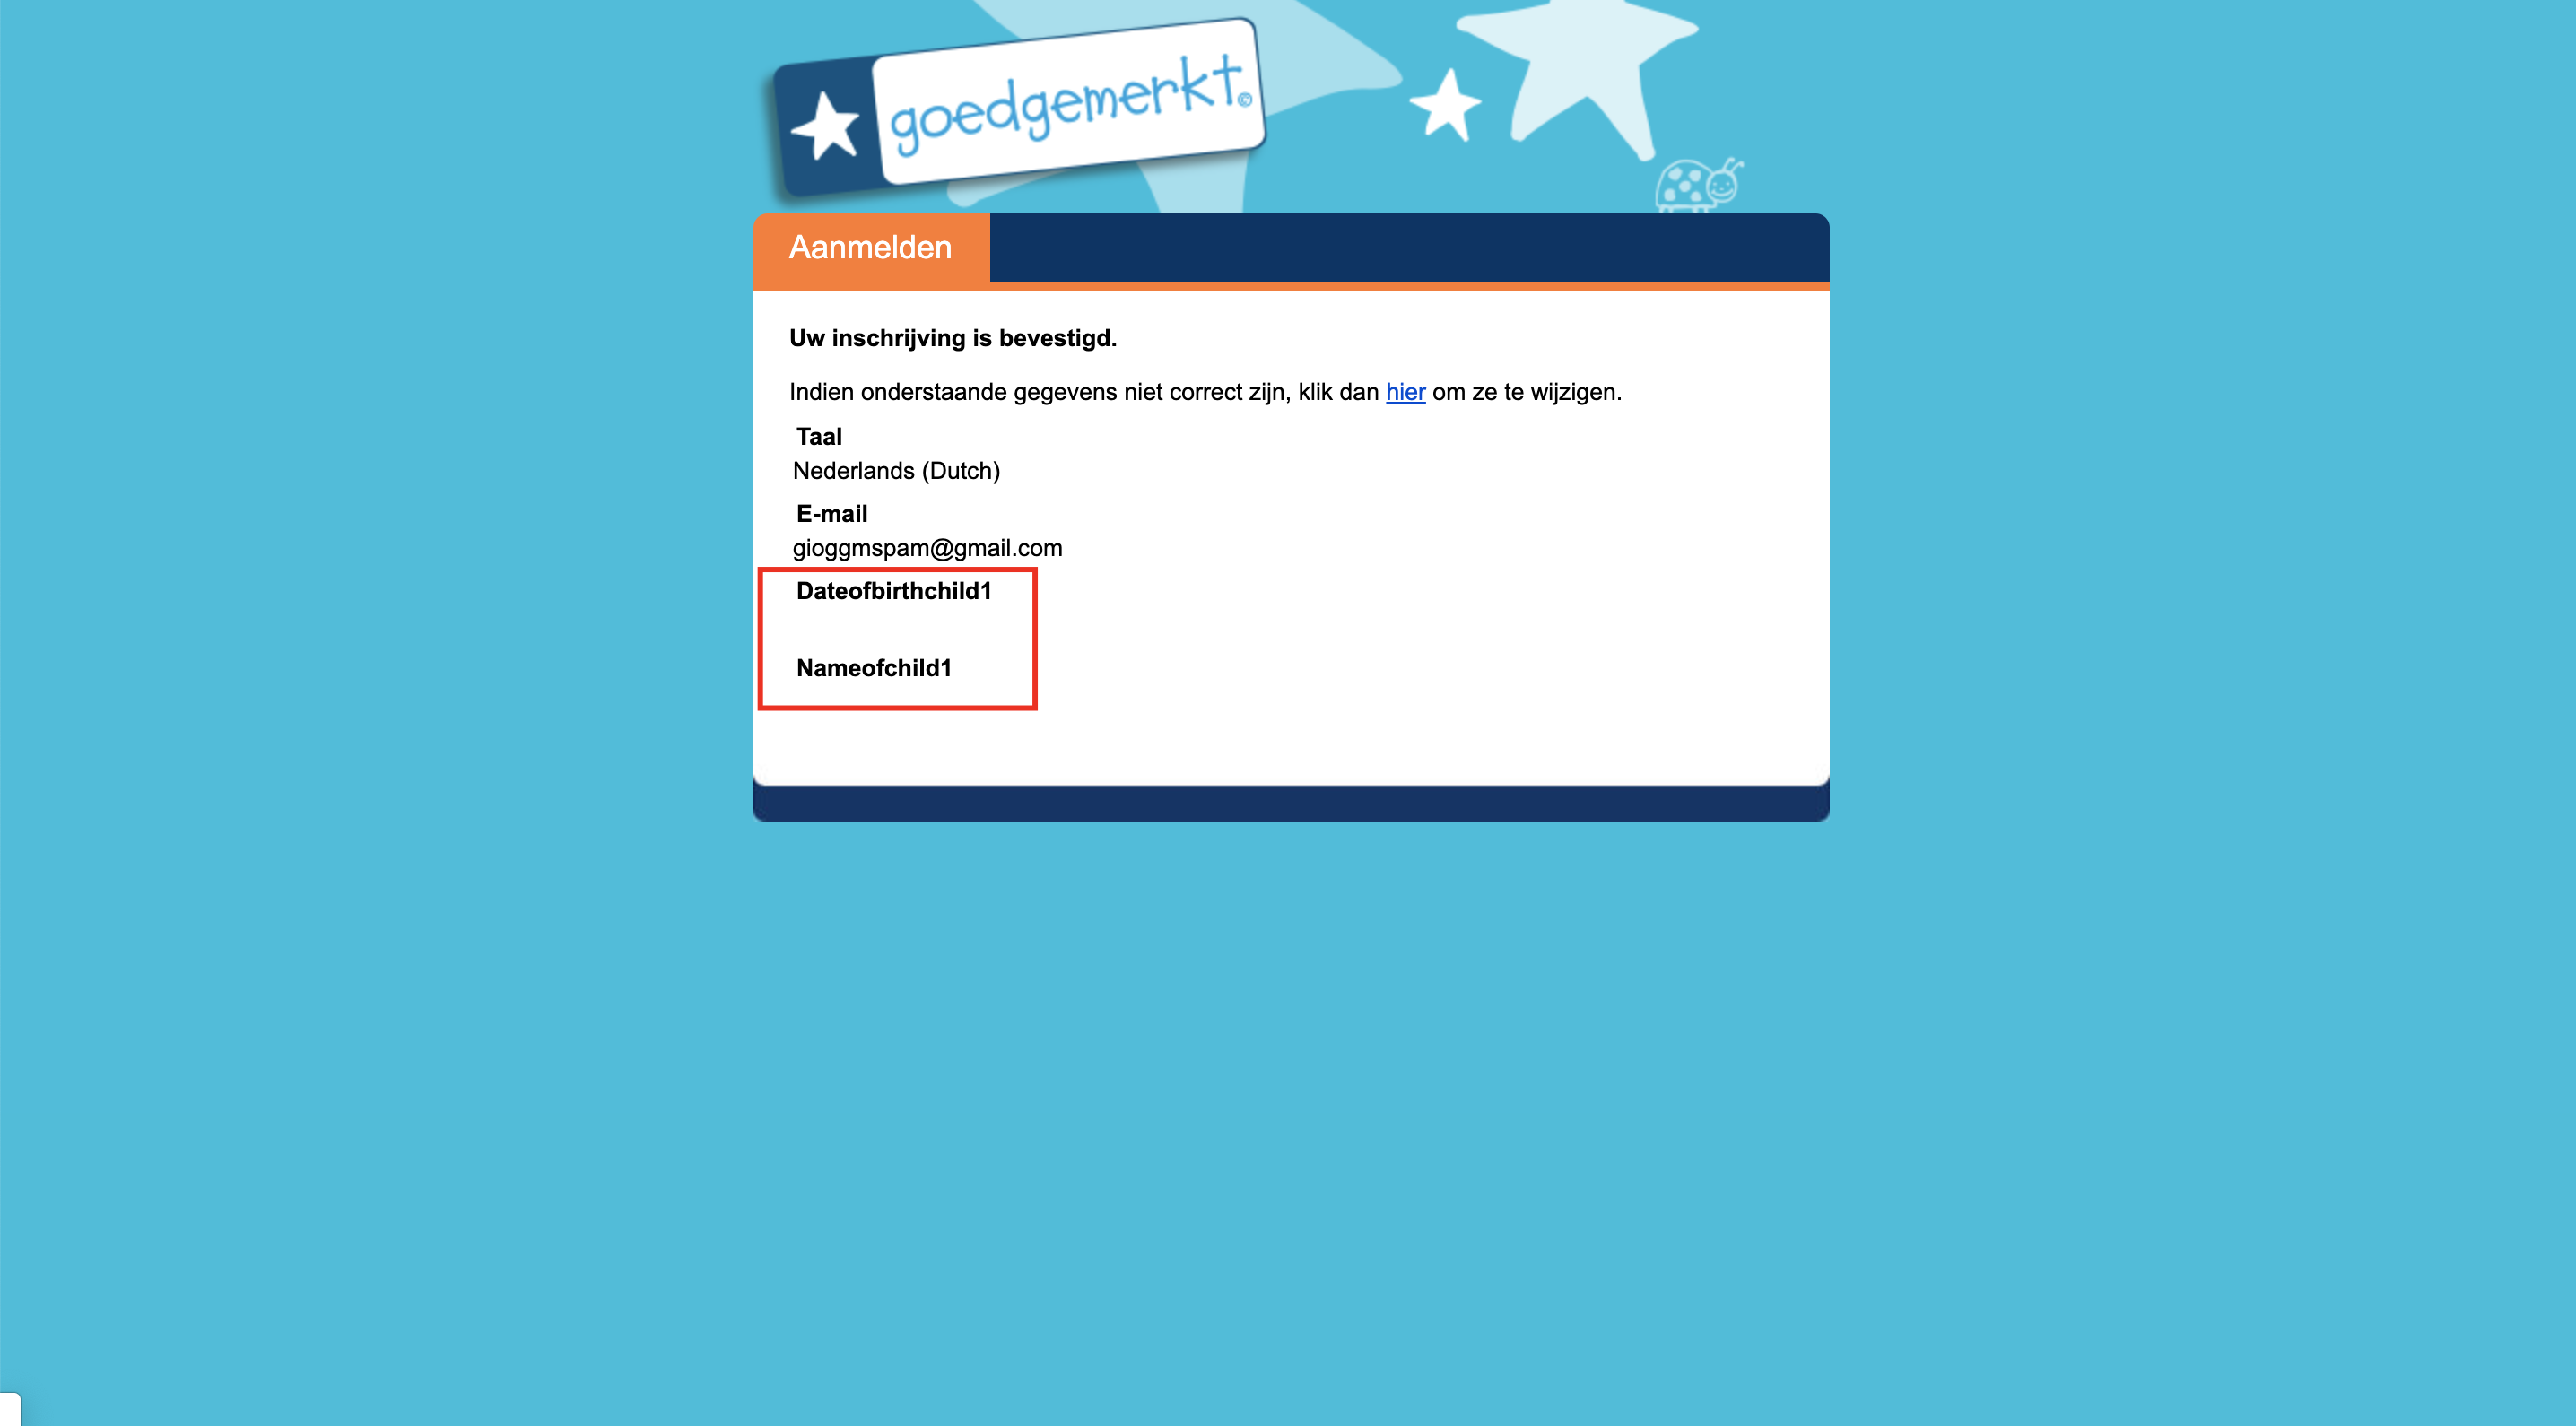 goedgemerkt©
Aanmelden
Uw inschrijving is bevestigd.
Indien onderstaande gegevens niet correct zijn, klik dan hier om ze te wijzigen.
Taal
Nederlands (Dutch)
E-mail
gioggmspam@gmail.com
Dateofbirthchild1
Nameofchild1